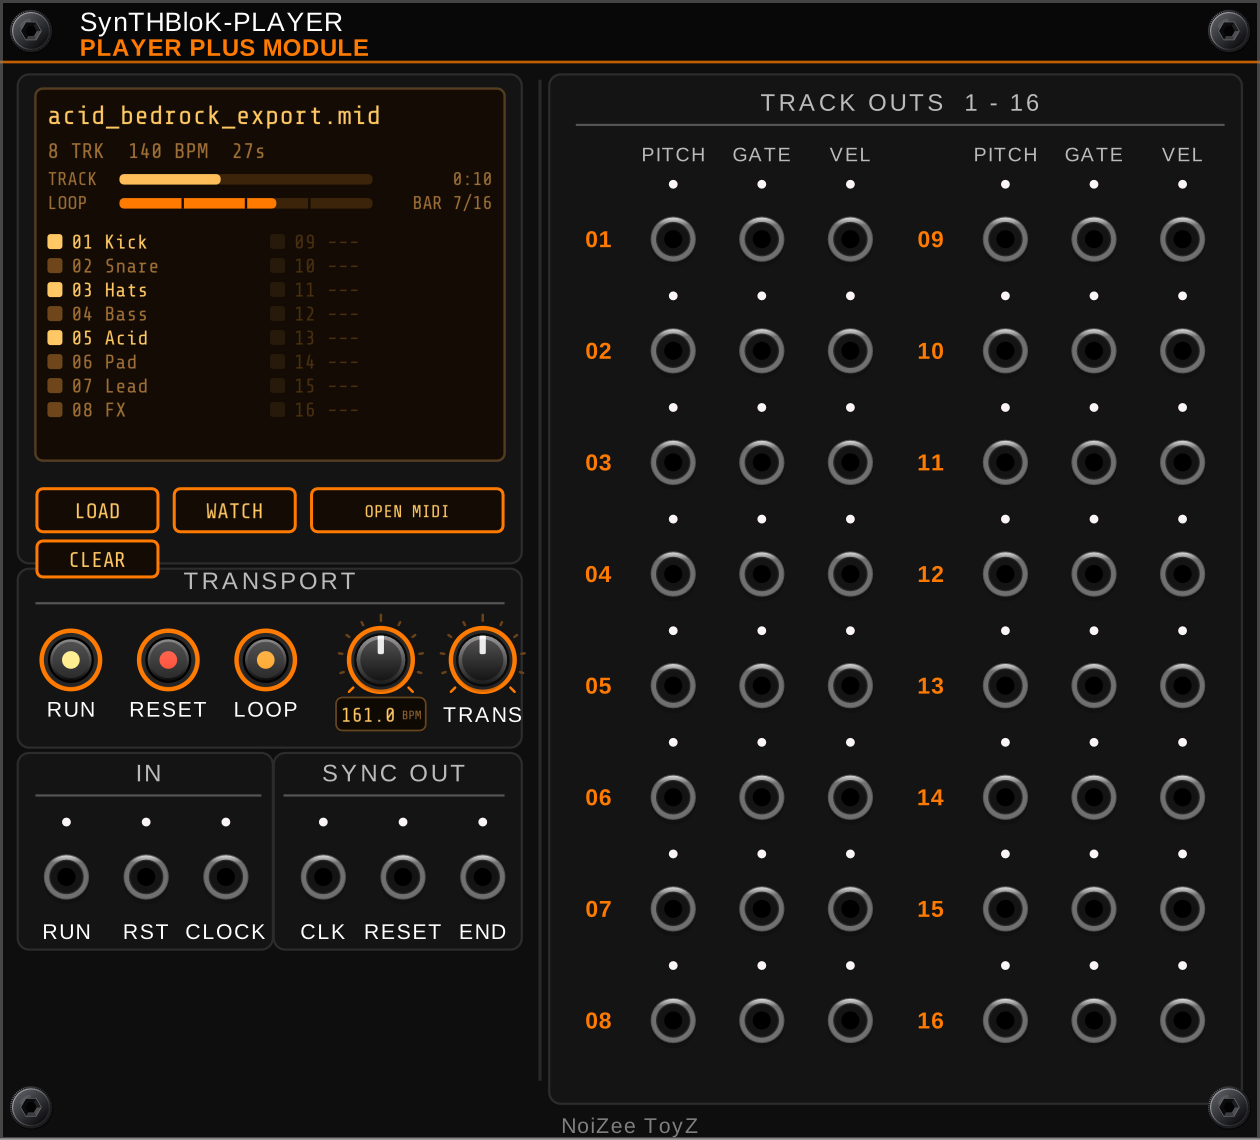 SynTHBloK-PLAYER
PLAYER PLUS MODULE
acid_bedrock_export.mid
8 TRK 140 BPM 27s
TRACK 0:10
LOOP BAR 7/16
01 Kick 09 ---
02 Snare 10 ---
03 Hats 11 ---
04 Bass 12 ---
05 Acid 13 ---
06 Pad 14 ---
07 Lead 15 ---
08 FX 16 ---
LOAD WATCH OPEN MIDI
CLEAR
TRANSPORT
RUN RESET LOOP 161.0 BPM TRANS
IN
RUN RST CLOCK
SYNC OUT
CLK RESET END
TRACK OUTS 1 - 16
PITCH GATE VEL PITCH GATE VEL
01 09
02 10
03 11
04 12
05 13
06 14
07 15
08 16
NoiZee ToyZ